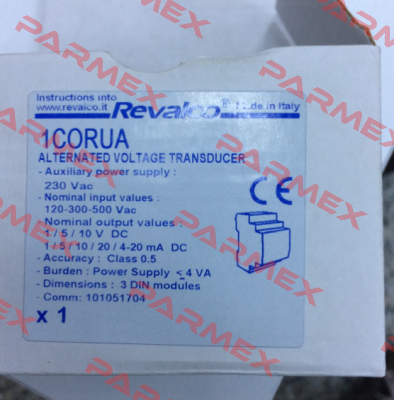 Instructions into
www.revalco.it
Revalco® Made in Italy
1CORUA
ALTERNATED VOLTAGE TRANSDUCER
- Auxiliary power supply :
230 Vac
- Nominal input values :
120-300-500 Vac
- Nominal output values :
1 / 5 / 10 V DC
1 / 5 / 10 / 20 / 4-20 mA DC
- Accuracy : Class 0.5
- Burden : Power Supply ≤ 4 VA
- Dimensions : 3 DIN modules
- Comm: 101051704
x 1
CE
PARMEX
PARMEX
PARMEX
PARMEX
PARMEX
PARMEX
PARMEX